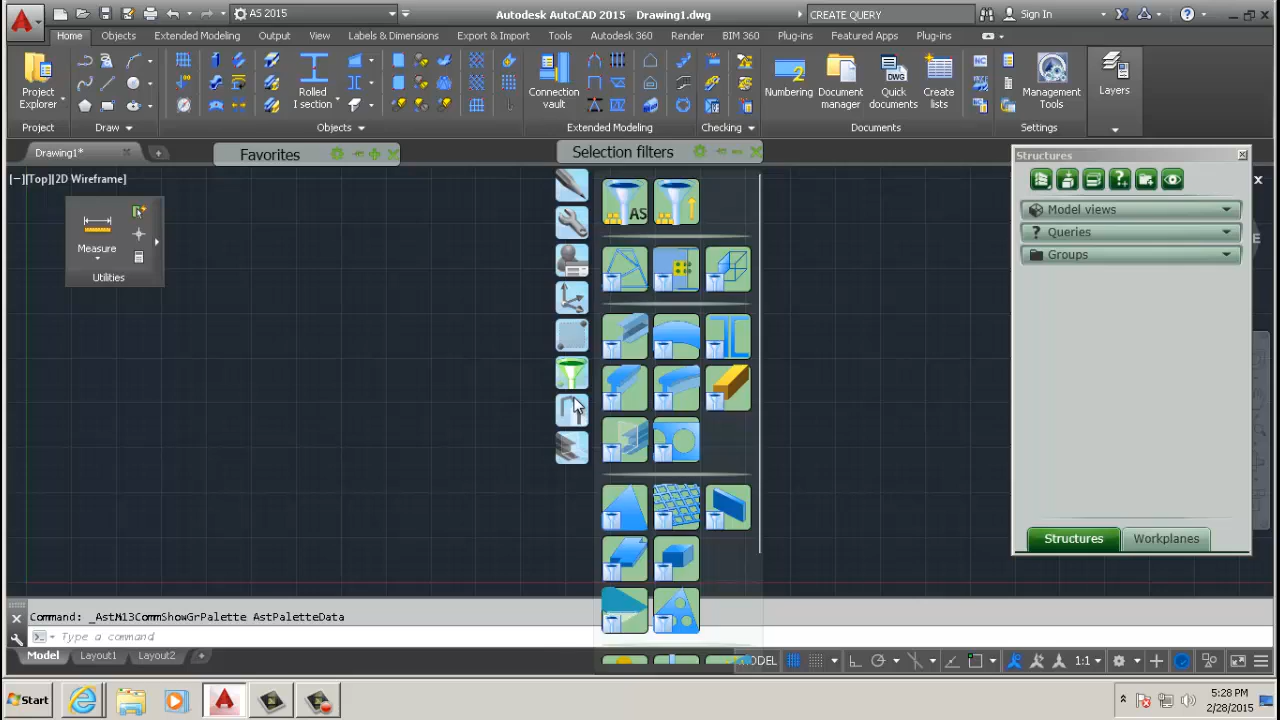 AS 2015
Autodesk AutoCAD 2015 Drawing1.dwg
CREATE QUERY
Sign In
Home
Objects
Extended Modeling
Output
View
Labels & Dimensions
Export & Import
Tools
Autodesk 360
Render
BIM 360
Plug-ins
Featured Apps
Plug-ins
Project
Explorer
Rolled
I section
Connection
vault
Numbering
Document
manager
Quick
documents
Create
lists
Management
Tools
Layers
Project
Draw
Objects
Extended Modeling
Checking
Documents
Settings
Drawing1*
Favorites
Selection filters
Structures
[−][Top][2D Wireframe]
Measure
Utilities
AS
Model views
Queries
Groups
Structures
Workplanes
Command: _AstM13CommShowGrPalette AstPaletteData
Type a command
Model
Layout1
Layout2
MODEL
1:1
Start
5:28 PM
2/28/2015